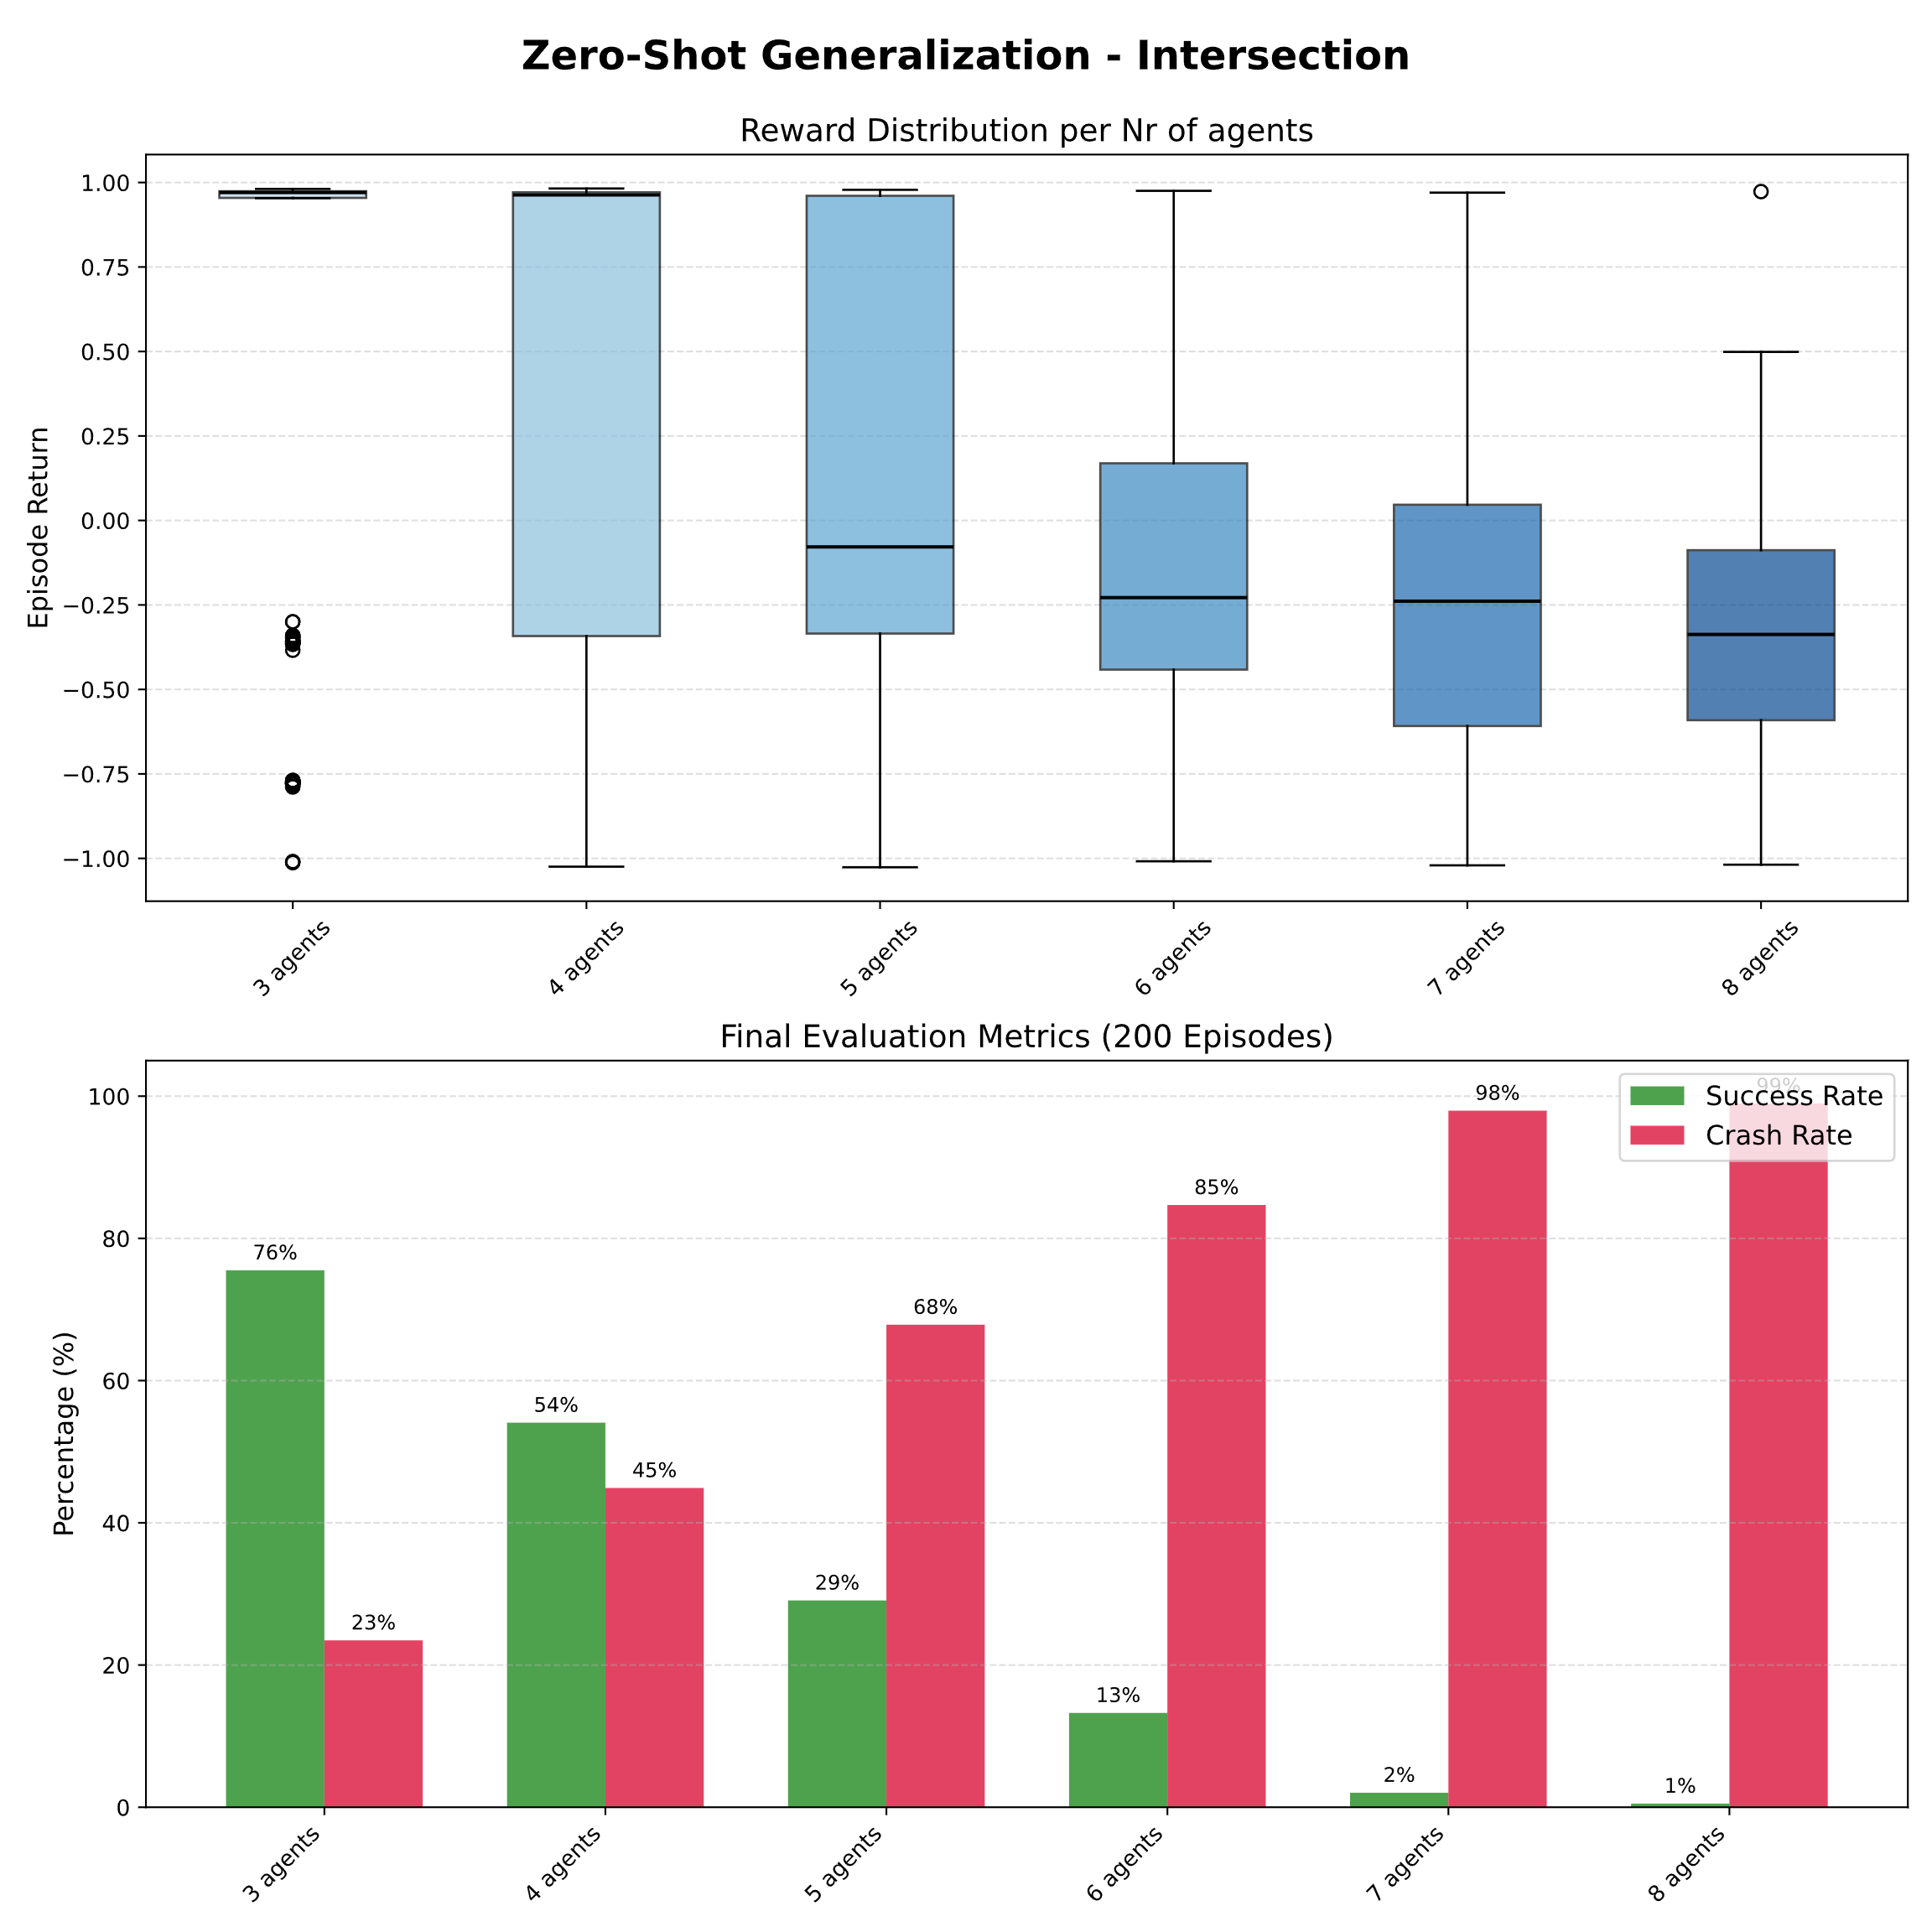 Zero-Shot Generalization - Intersection
Reward Distribution per Nr of agents
Episode Return
1.00
0.75
0.50
0.25
0.00
−0.25
−0.50
−0.75
−1.00
3 agents
4 agents
5 agents
6 agents
7 agents
8 agents
Final Evaluation Metrics (200 Episodes)
Percentage (%)
100
80
60
40
20
0
76%
23%
54%
45%
29%
68%
13%
85%
2%
98%
1%
99%
Success Rate
Crash Rate
3 agents
4 agents
5 agents
6 agents
7 agents
8 agents